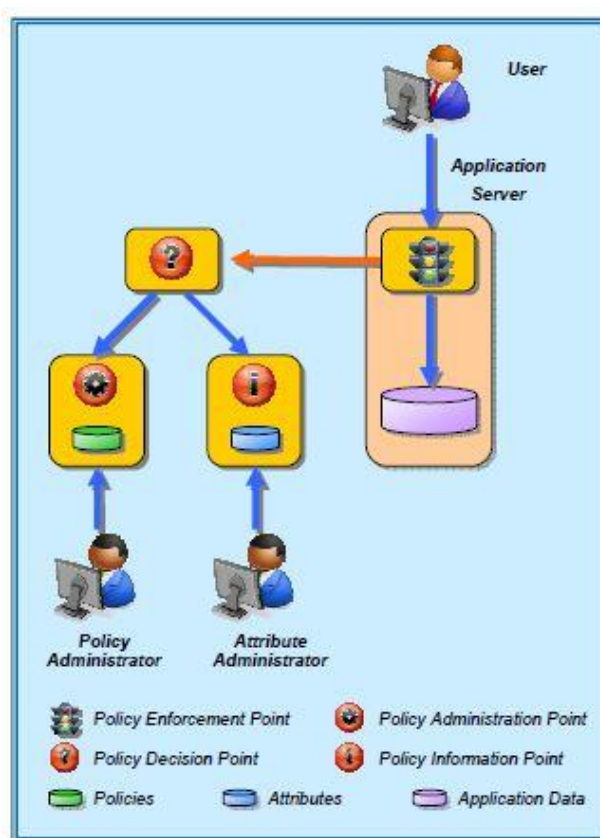 User
Application
Server
Policy
Administrator
Attribute
Administrator
Policy Enforcement Point
Policy Administration Point
Policy Decision Point
Policy Information Point
Policies
Attributes
Application Data